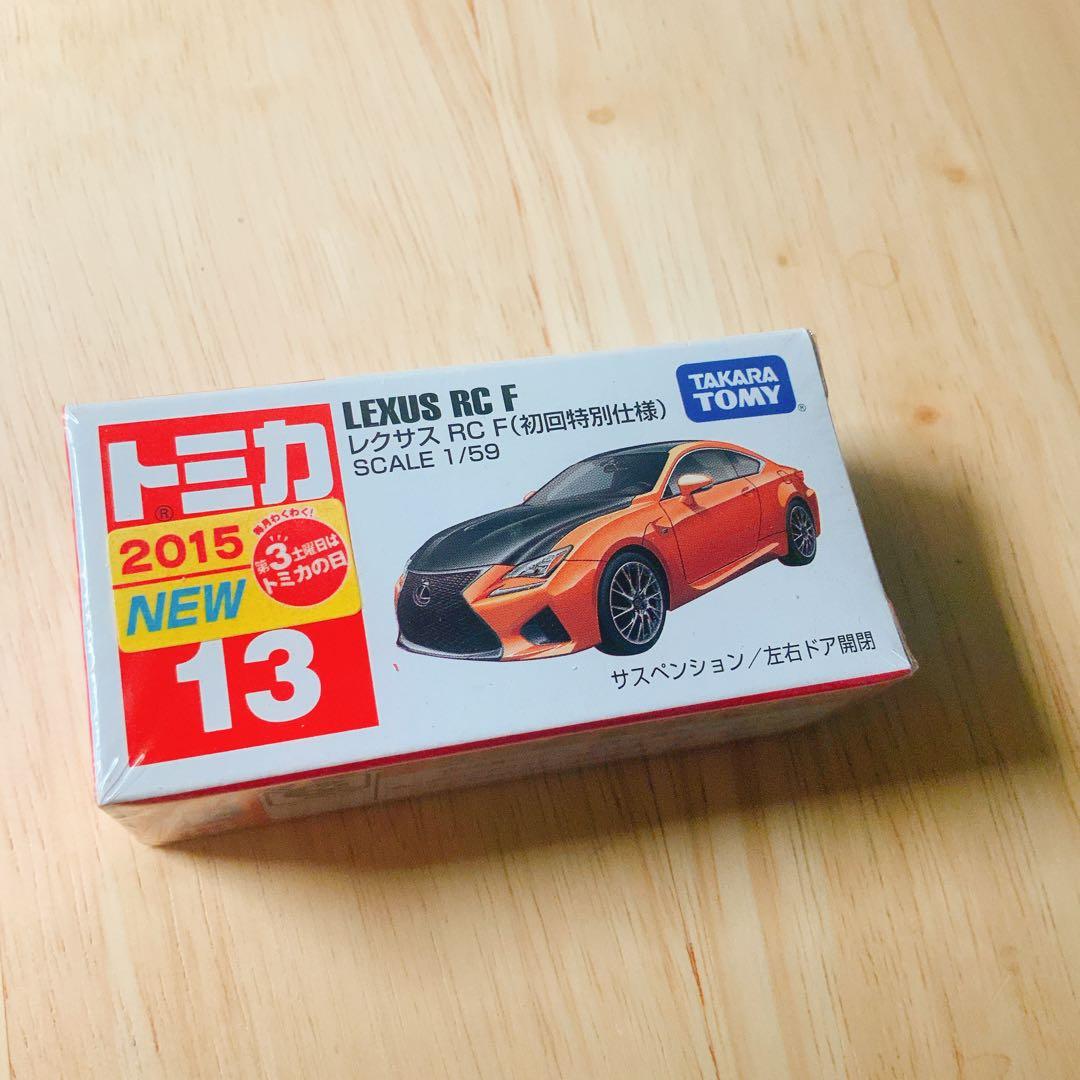 LEXUS RC F
レクサス RC F(初回特別仕様)
SCALE 1/59
TAKARA
TOMY®
トミカ
®
2015
NEW
毎月わくわく!
第3土曜日は
トミカの日
13
サスペンション/左右ドア開閉